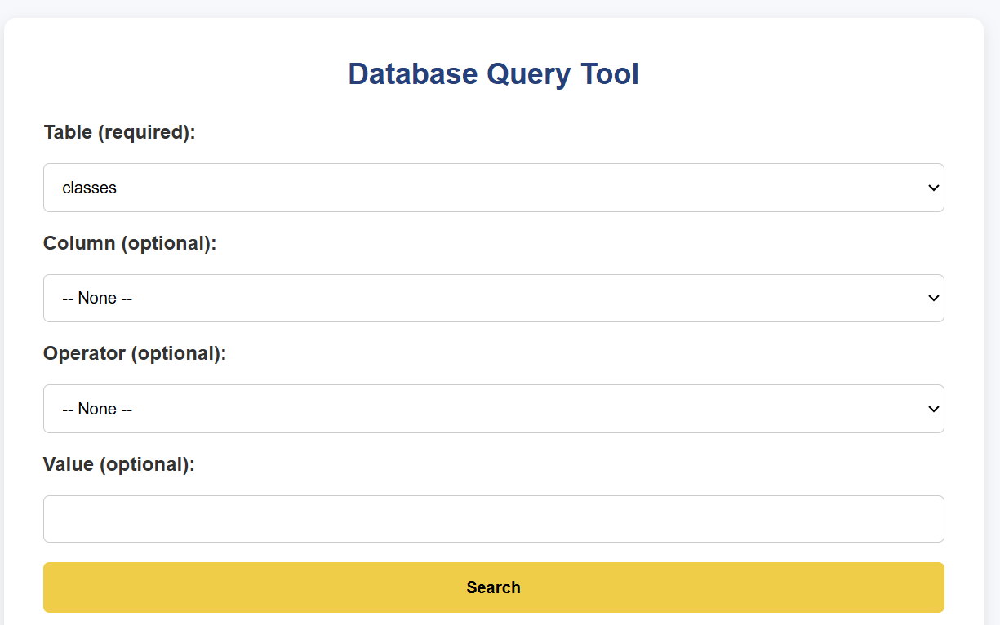 Database Query Tool
Table (required):
classes
Column (optional):
-- None --
Operator (optional):
-- None --
Value (optional):
Search